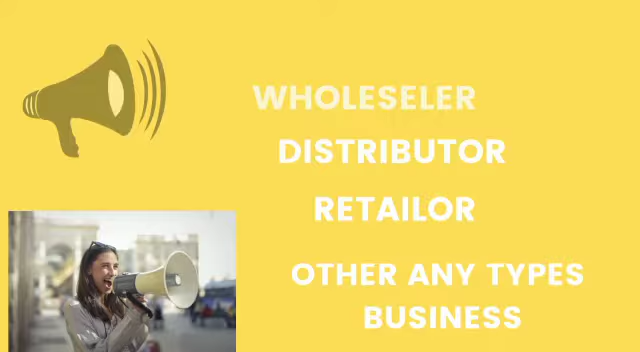 WHOLESELER
DISTRIBUTOR
RETAILOR
OTHER ANY TYPES
BUSINESS